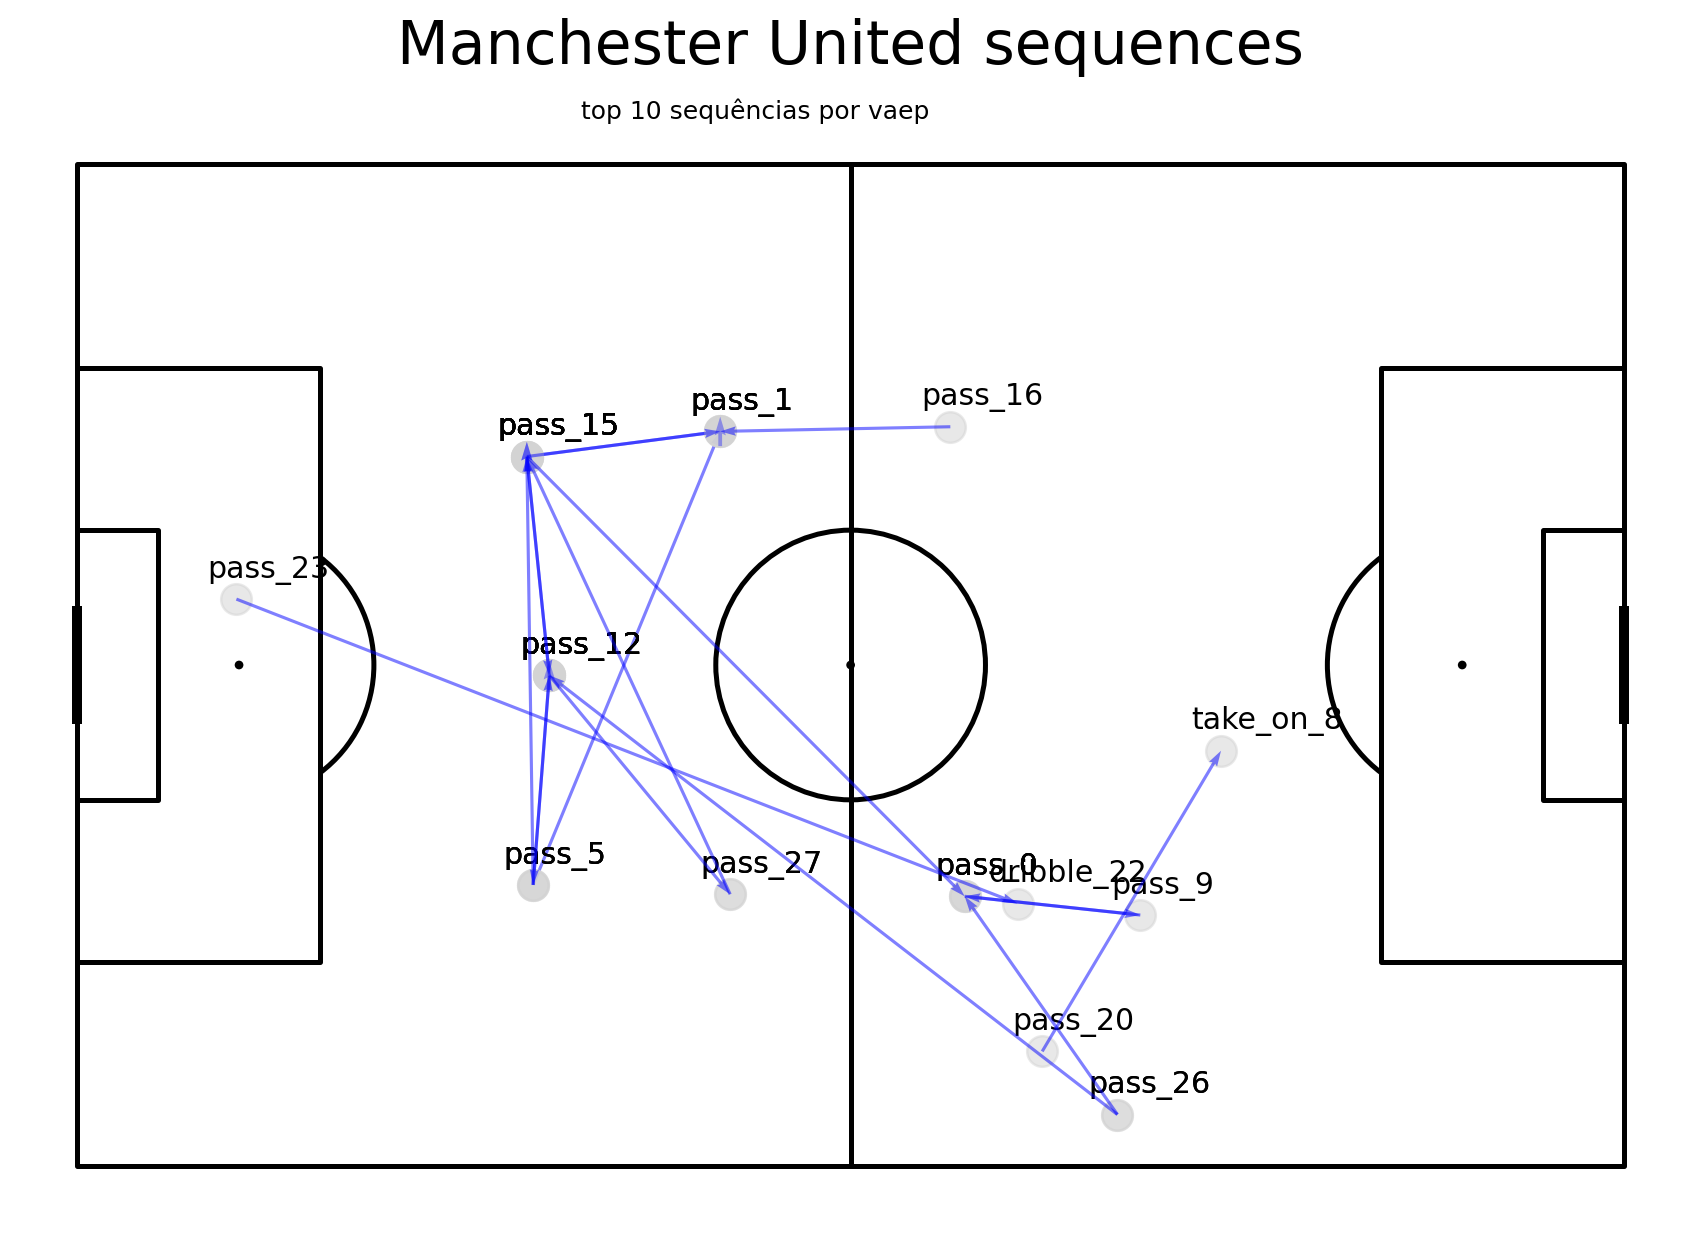 Manchester United sequences
top 10 sequências por vaep
pass_16
pass_1
pass_15
pass_23
pass_12
take_on_8
pass_5
pass_27
pass_0
dribble_22
pass_9
pass_20
pass_26